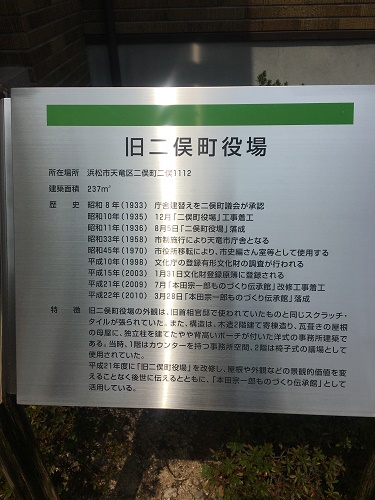 旧二俣町役場
所在場所 浜松市天竜区二俣町二俣1112
建築面積 237㎡
歴 史 昭和 8年(1933) 庁舎建替えを二俣町議会が承認
昭和10年(1935) 12月「二俣町役場」工事着工
昭和11年(1936) 8月5日「二俣町役場」落成
昭和33年(1958) 市制施行により天竜市庁舎となる
昭和45年(1970) 市役所移転により、市史編さん室等として使用する
平成10年(1998) 文化庁の登録有形文化財の調査が行われる
平成15年(2003) 1月31日文化財登録原簿に登録される
平成21年(2009) 7月「本田宗一郎ものづくり伝承館」改修工事着工
平成22年(2010) 3月28日「本田宗一郎ものづくり伝承館」落成
特 徴 旧二俣町役場の外観は、旧首相官邸で使われていたものと同じスクラッチ・
タイルが張られていた。また、構造は、木造2階建て寄棟造り、瓦葺きの屋根
の母屋に、独立柱を建てたやや背高いポーチが付いた洋式の事務所建築で
ある。当時、1階はカウンターを持つ事務所空間、2階は椅子式の議場として
使用されていた。
平成21年度に「旧二俣町役場」を改修し、屋根や外観などの景観的価値を変
えることなく後世に伝えるとともに、「本田宗一郎ものづくり伝承館」として
活用している。